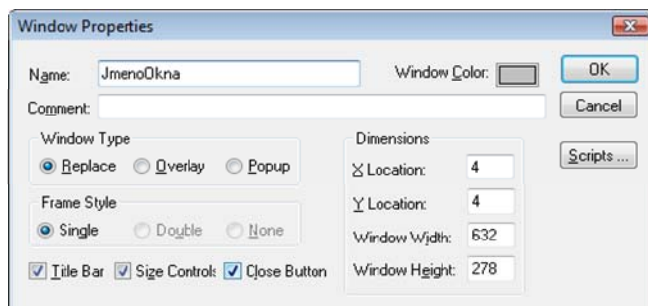 Window Properties
Name: JmenoOkna Window Color: OK
Comment: Cancel
Window Type Dimensions
Replace Overlay Popup X Location: 4 Scripts ...
Frame Style Y Location: 4
Single Double None Window Width: 632
Title Bar Size Controls Close Button Window Height: 278